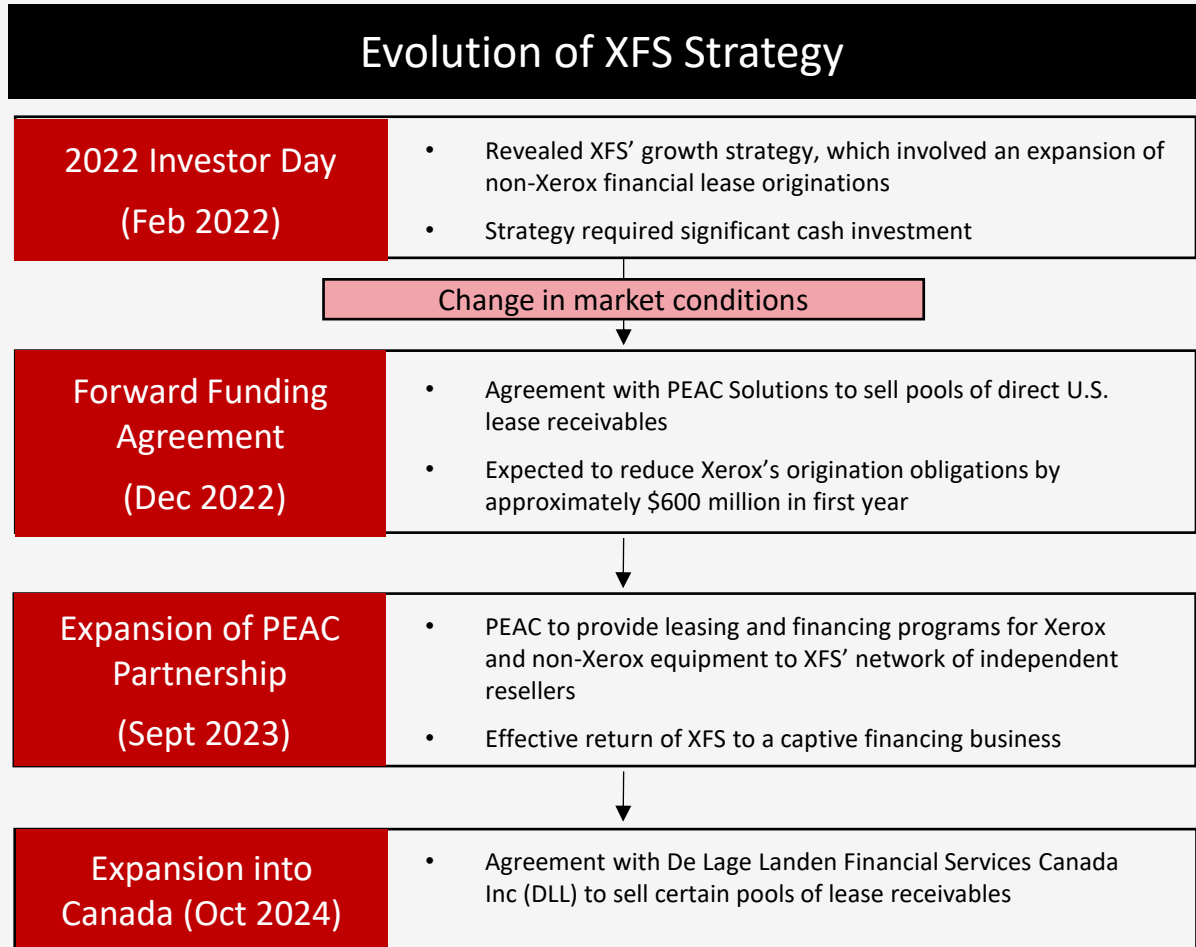 Evolution of XFS Strategy
2022 Investor Day
(Feb 2022)
• Revealed XFS’ growth strategy, which involved an expansion of
non-Xerox financial lease originations
• Strategy required significant cash investment
Change in market conditions
Forward Funding
Agreement
(Dec 2022)
• Agreement with PEAC Solutions to sell pools of direct U.S.
lease receivables
• Expected to reduce Xerox’s origination obligations by
approximately $600 million in first year
Expansion of PEAC
Partnership
(Sept 2023)
• PEAC to provide leasing and financing programs for Xerox
and non-Xerox equipment to XFS’ network of independent
resellers
• Effective return of XFS to a captive financing business
Expansion into
Canada (Oct 2024)
• Agreement with De Lage Landen Financial Services Canada
Inc (DLL) to sell certain pools of lease receivables